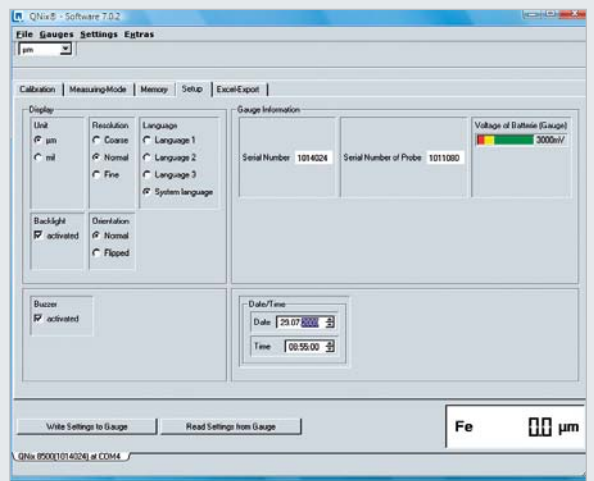 QNix® - Software 7.0.2
File Gauges Settings Extras
µm
Calibration Measuring-Mode Memory Setup Excel-Export
Display
Unit
µm
mil
Resolution
Coarse
Normal
Fine
Language
Language 1
Language 2
Language 3
System language
Backlight
activated
Orientation
Normal
Flipped
Gauge Information
Serial Number 1014024
Serial Number of Probe 1011080
Voltage of Batterie (Gauge)
3000mV
Buzzer
activated
Date/Time
Date 29.07
Time 08:55:00
Write Settings to Gauge Read Settings from Gauge
Fe 0.0 µm
QNix 8500(1014024) at COM4